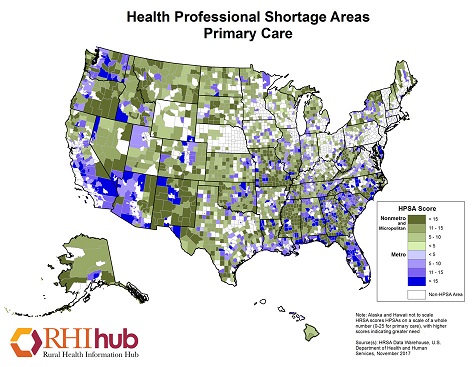 Health Professional Shortage Areas
Primary Care
HPSA Score
Nonmetro
and
Micropolitan
> 15
11 - 15
5 - 10
< 5
Metro
< 5
5 - 10
11 - 15
> 15
Non-HPSA Area
Note: Alaska and Hawaii not to scale
HRSA scores HPSAs on a scale of a whole
number (0-25 for primary care), with higher
scores indicating greater need
Source(s): HRSA Data Warehouse, U.S.
Department of Health and Human
Services, November 2017
RHIhub
Rural Health Information Hub